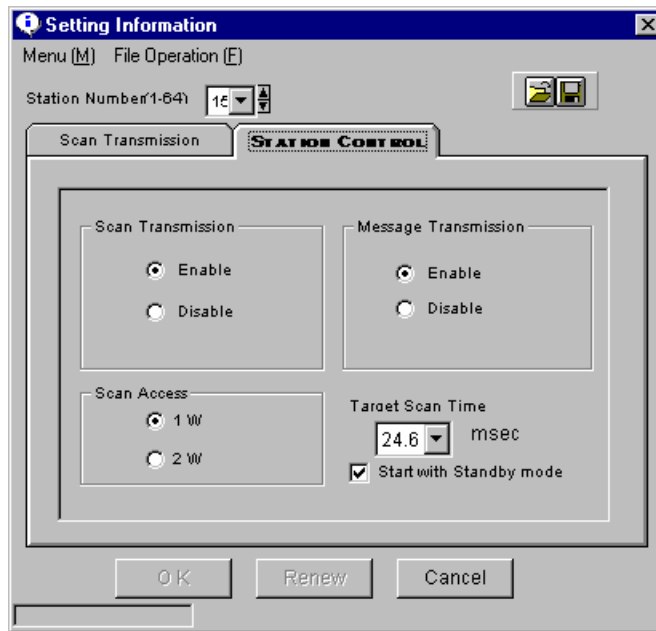 Setting Information
Menu (M) File Operation (F)
Station Number(1-64) 15
Scan Transmission STATION CONTROL
Scan Transmission Message Transmission
Enable Enable
Disable Disable
Scan Access
1 W
2 W
Target Scan Time
24.6 msec
Start with Standby mode
OK Renew Cancel